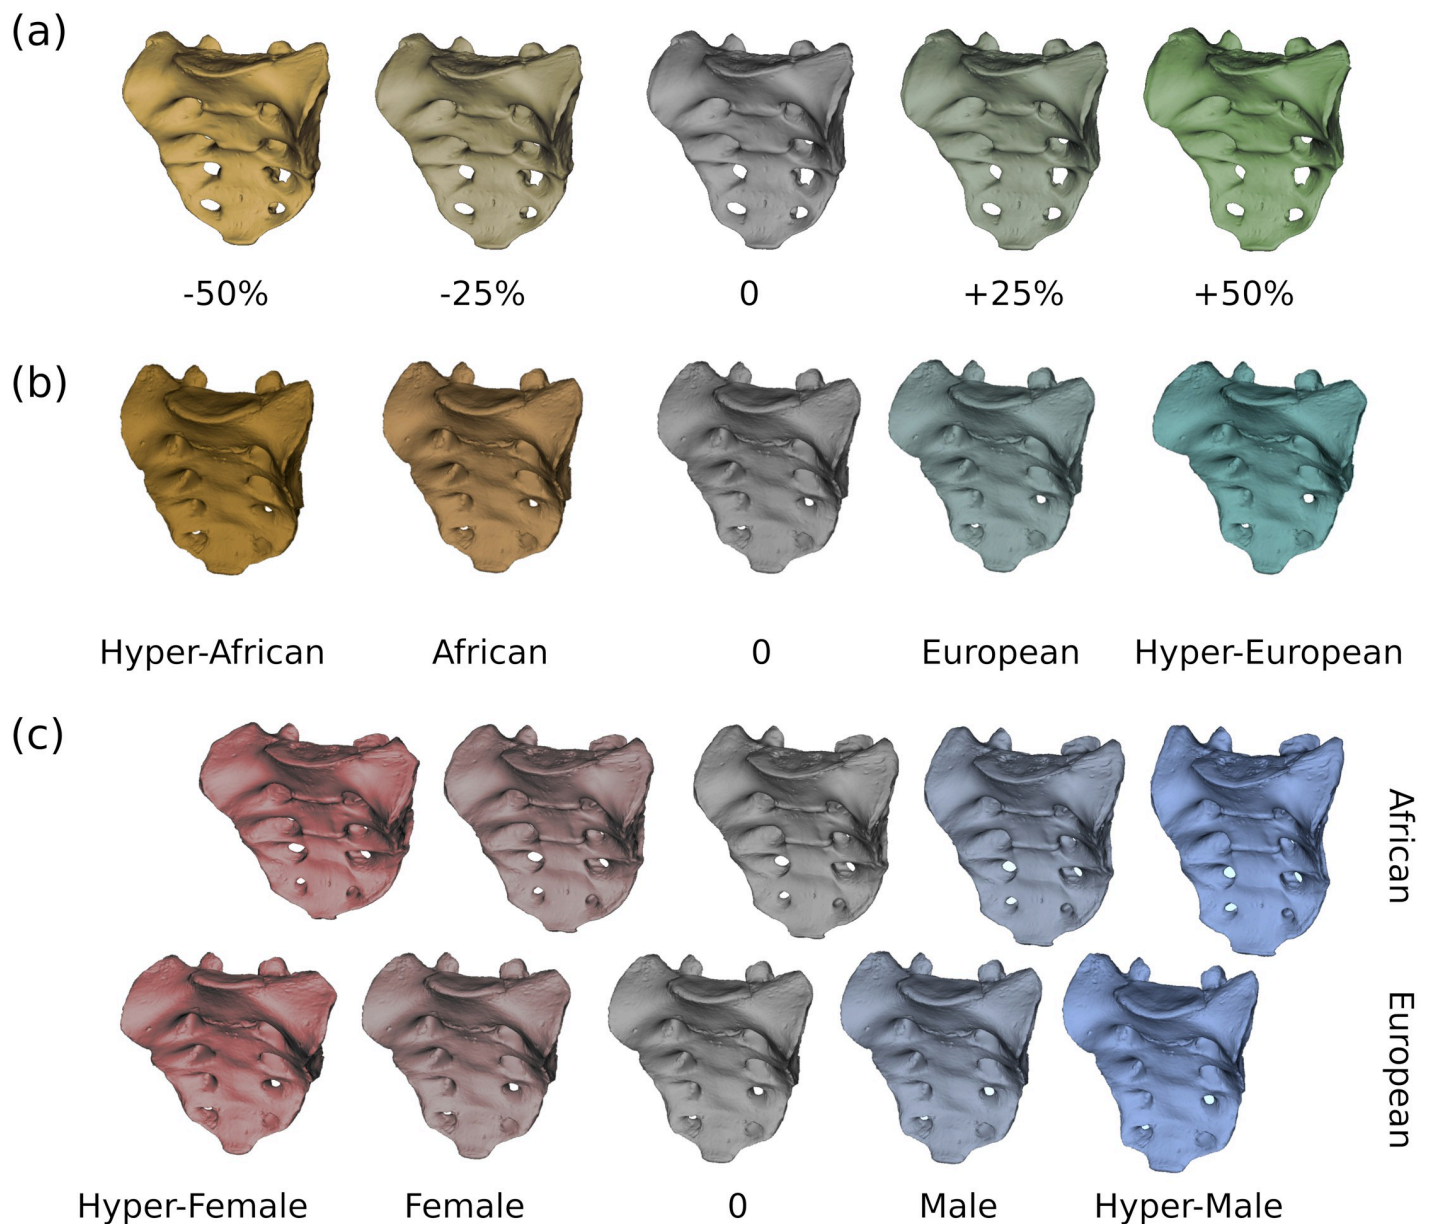 (a)
-50% -25% 0 +25% +50%
(b)
Hyper-African African 0 European Hyper-European
(c)
African
European
Hyper-Female Female 0 Male Hyper-Male